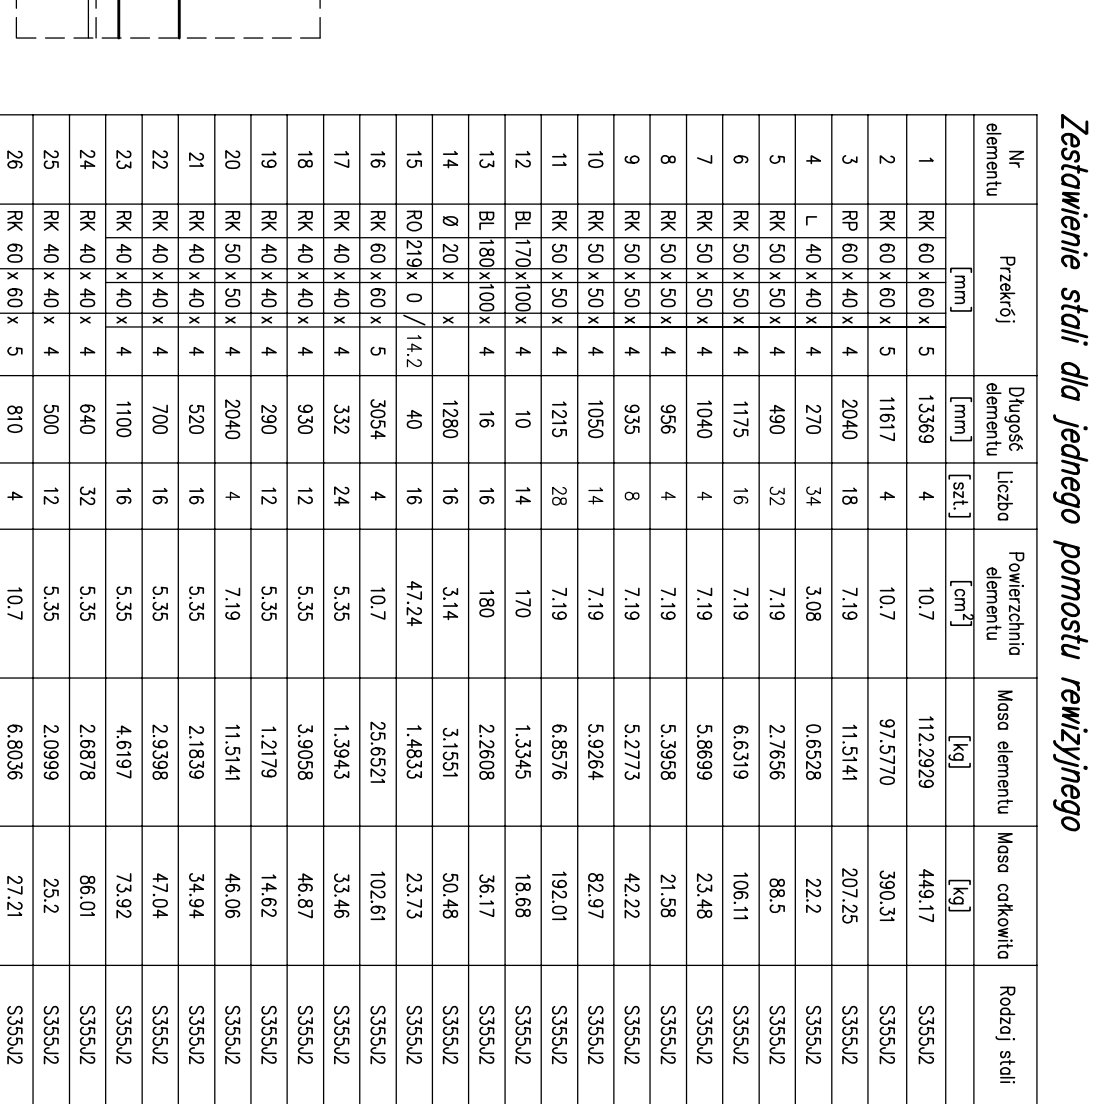 Zestawienie stali dla jednego pomostu rewizyjnego
Nr elementu Przekrój Długość elementu Liczba Powierzchnia elementu Masa elementu Masa całkowita Rodzaj stali
[mm] [mm] [szt.] [cm²] [kg] [kg]
1 RK 60 x 60 x 5 13369 4 10.7 112.2929 449.17 S355J2
2 RK 60 x 60 x 5 11617 4 10.7 97.5770 390.31 S355J2
3 RP 60 x 40 x 4 2040 18 7.19 11.5141 207.25 S355J2
4 L 40 x 40 x 4 270 34 3.08 0.6528 22.2 S355J2
5 RK 50 x 50 x 4 490 32 7.19 2.7656 88.5 S355J2
6 RK 50 x 50 x 4 1175 16 7.19 6.6319 106.11 S355J2
7 RK 50 x 50 x 4 1040 4 7.19 5.8699 23.48 S355J2
8 RK 50 x 50 x 4 956 4 7.19 5.3958 21.58 S355J2
9 RK 50 x 50 x 4 935 8 7.19 5.2773 42.22 S355J2
10 RK 50 x 50 x 4 1050 14 7.19 5.9264 82.97 S355J2
11 RK 50 x 50 x 4 1215 28 7.19 6.8576 192.01 S355J2
12 BL 170 x 100 x 4 10 14 170 1.3345 18.68 S355J2
13 BL 180 x 100 x 4 16 16 180 2.2608 36.17 S355J2
14 Ø 20 x x 1280 16 3.14 3.1551 50.48 S355J2
15 RO 219 x 0 / 14.2 40 16 47.24 1.4833 23.73 S355J2
16 RK 60 x 60 x 5 3054 4 10.7 25.6521 102.61 S355J2
17 RK 40 x 40 x 4 332 24 5.35 1.3943 33.46 S355J2
18 RK 40 x 40 x 4 930 12 5.35 3.9058 46.87 S355J2
19 RK 40 x 40 x 4 290 12 5.35 1.2179 14.62 S355J2
20 RK 50 x 50 x 4 2040 4 7.19 11.5141 46.06 S355J2
21 RK 40 x 40 x 4 520 16 5.35 2.1839 34.94 S355J2
22 RK 40 x 40 x 4 700 16 5.35 2.9398 47.04 S355J2
23 RK 40 x 40 x 4 1100 16 5.35 4.6197 73.92 S355J2
24 RK 40 x 40 x 4 640 32 5.35 2.6878 86.01 S355J2
25 RK 40 x 40 x 4 500 12 5.35 2.0999 25.2 S355J2
26 RK 60 x 60 x 5 810 4 10.7 6.8036 27.21 S355J2